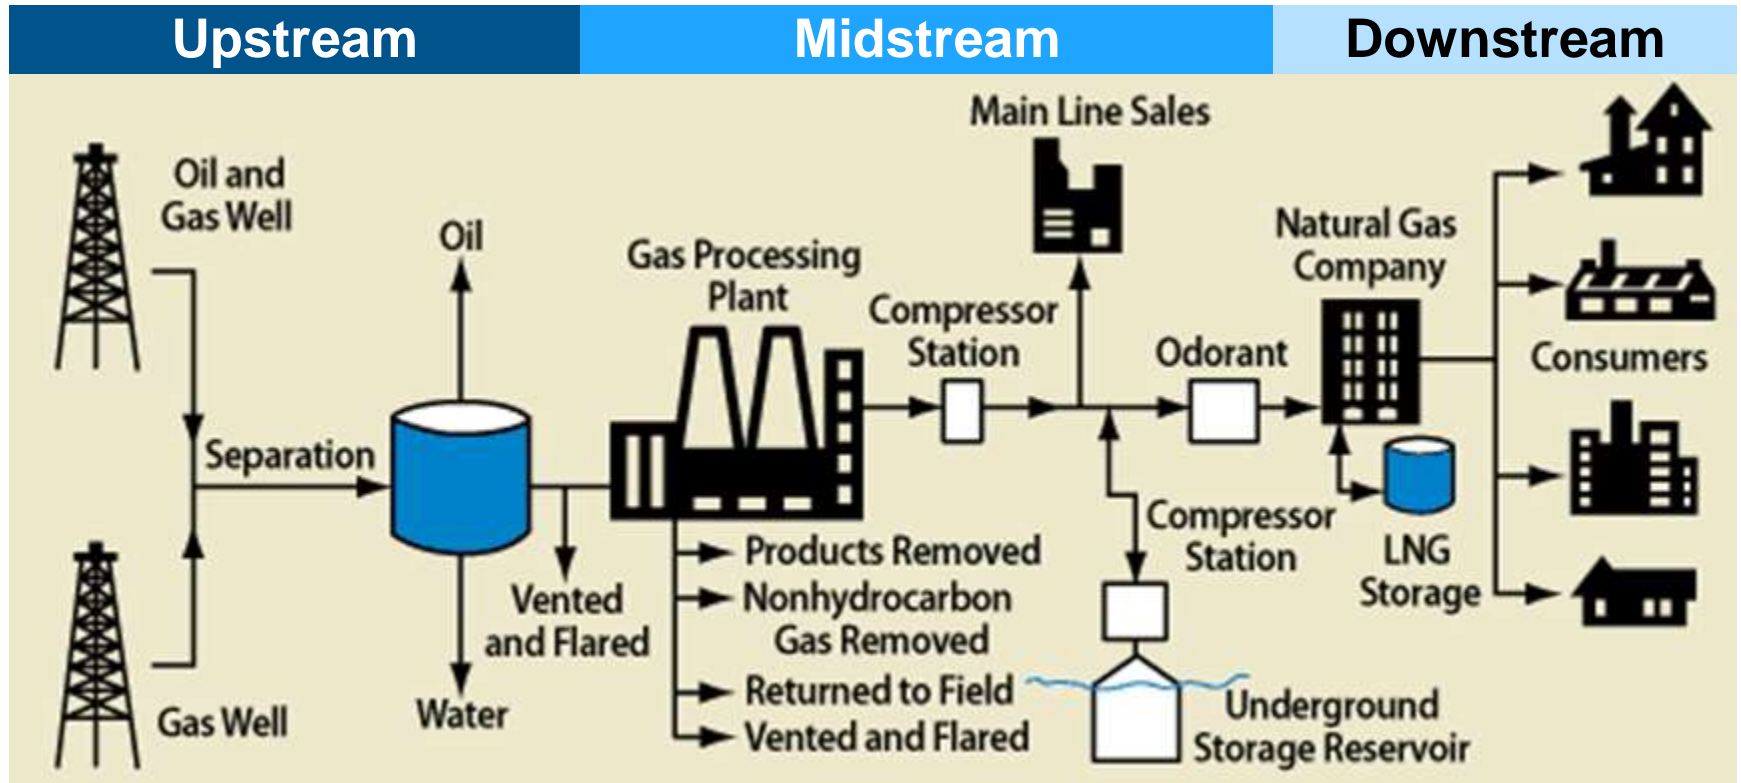 Upstream
Midstream
Downstream
Main Line Sales
Oil and
Gas Well
Oil
Gas Processing
Plant
Compressor
Station
Odorant
Natural Gas
Company
Consumers
Separation
Vented
and Flared
Water
Gas Well
Products Removed
Nonhydrocarbon
Gas Removed
Returned to Field
Vented and Flared
Compressor
Station
LNG
Storage
Underground
Storage Reservoir